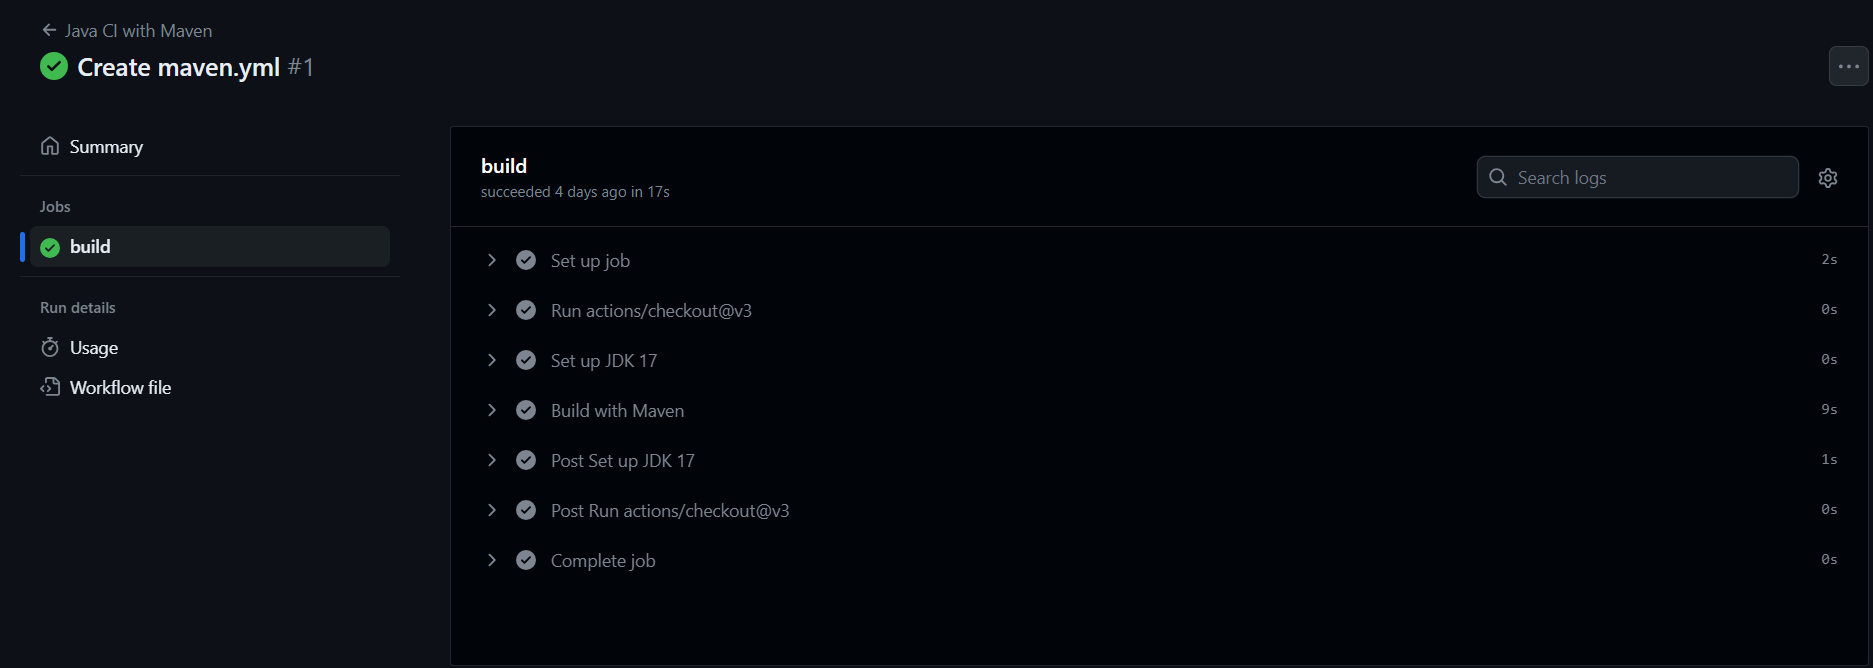 Java CI with Maven
Create maven.yml #1
Summary
Jobs
build
Run details
Usage
Workflow file
build
succeeded 4 days ago in 17s
Search logs
Set up job 2s
Run actions/checkout@v3 0s
Set up JDK 17 0s
Build with Maven 9s
Post Set up JDK 17 1s
Post Run actions/checkout@v3 0s
Complete job 0s